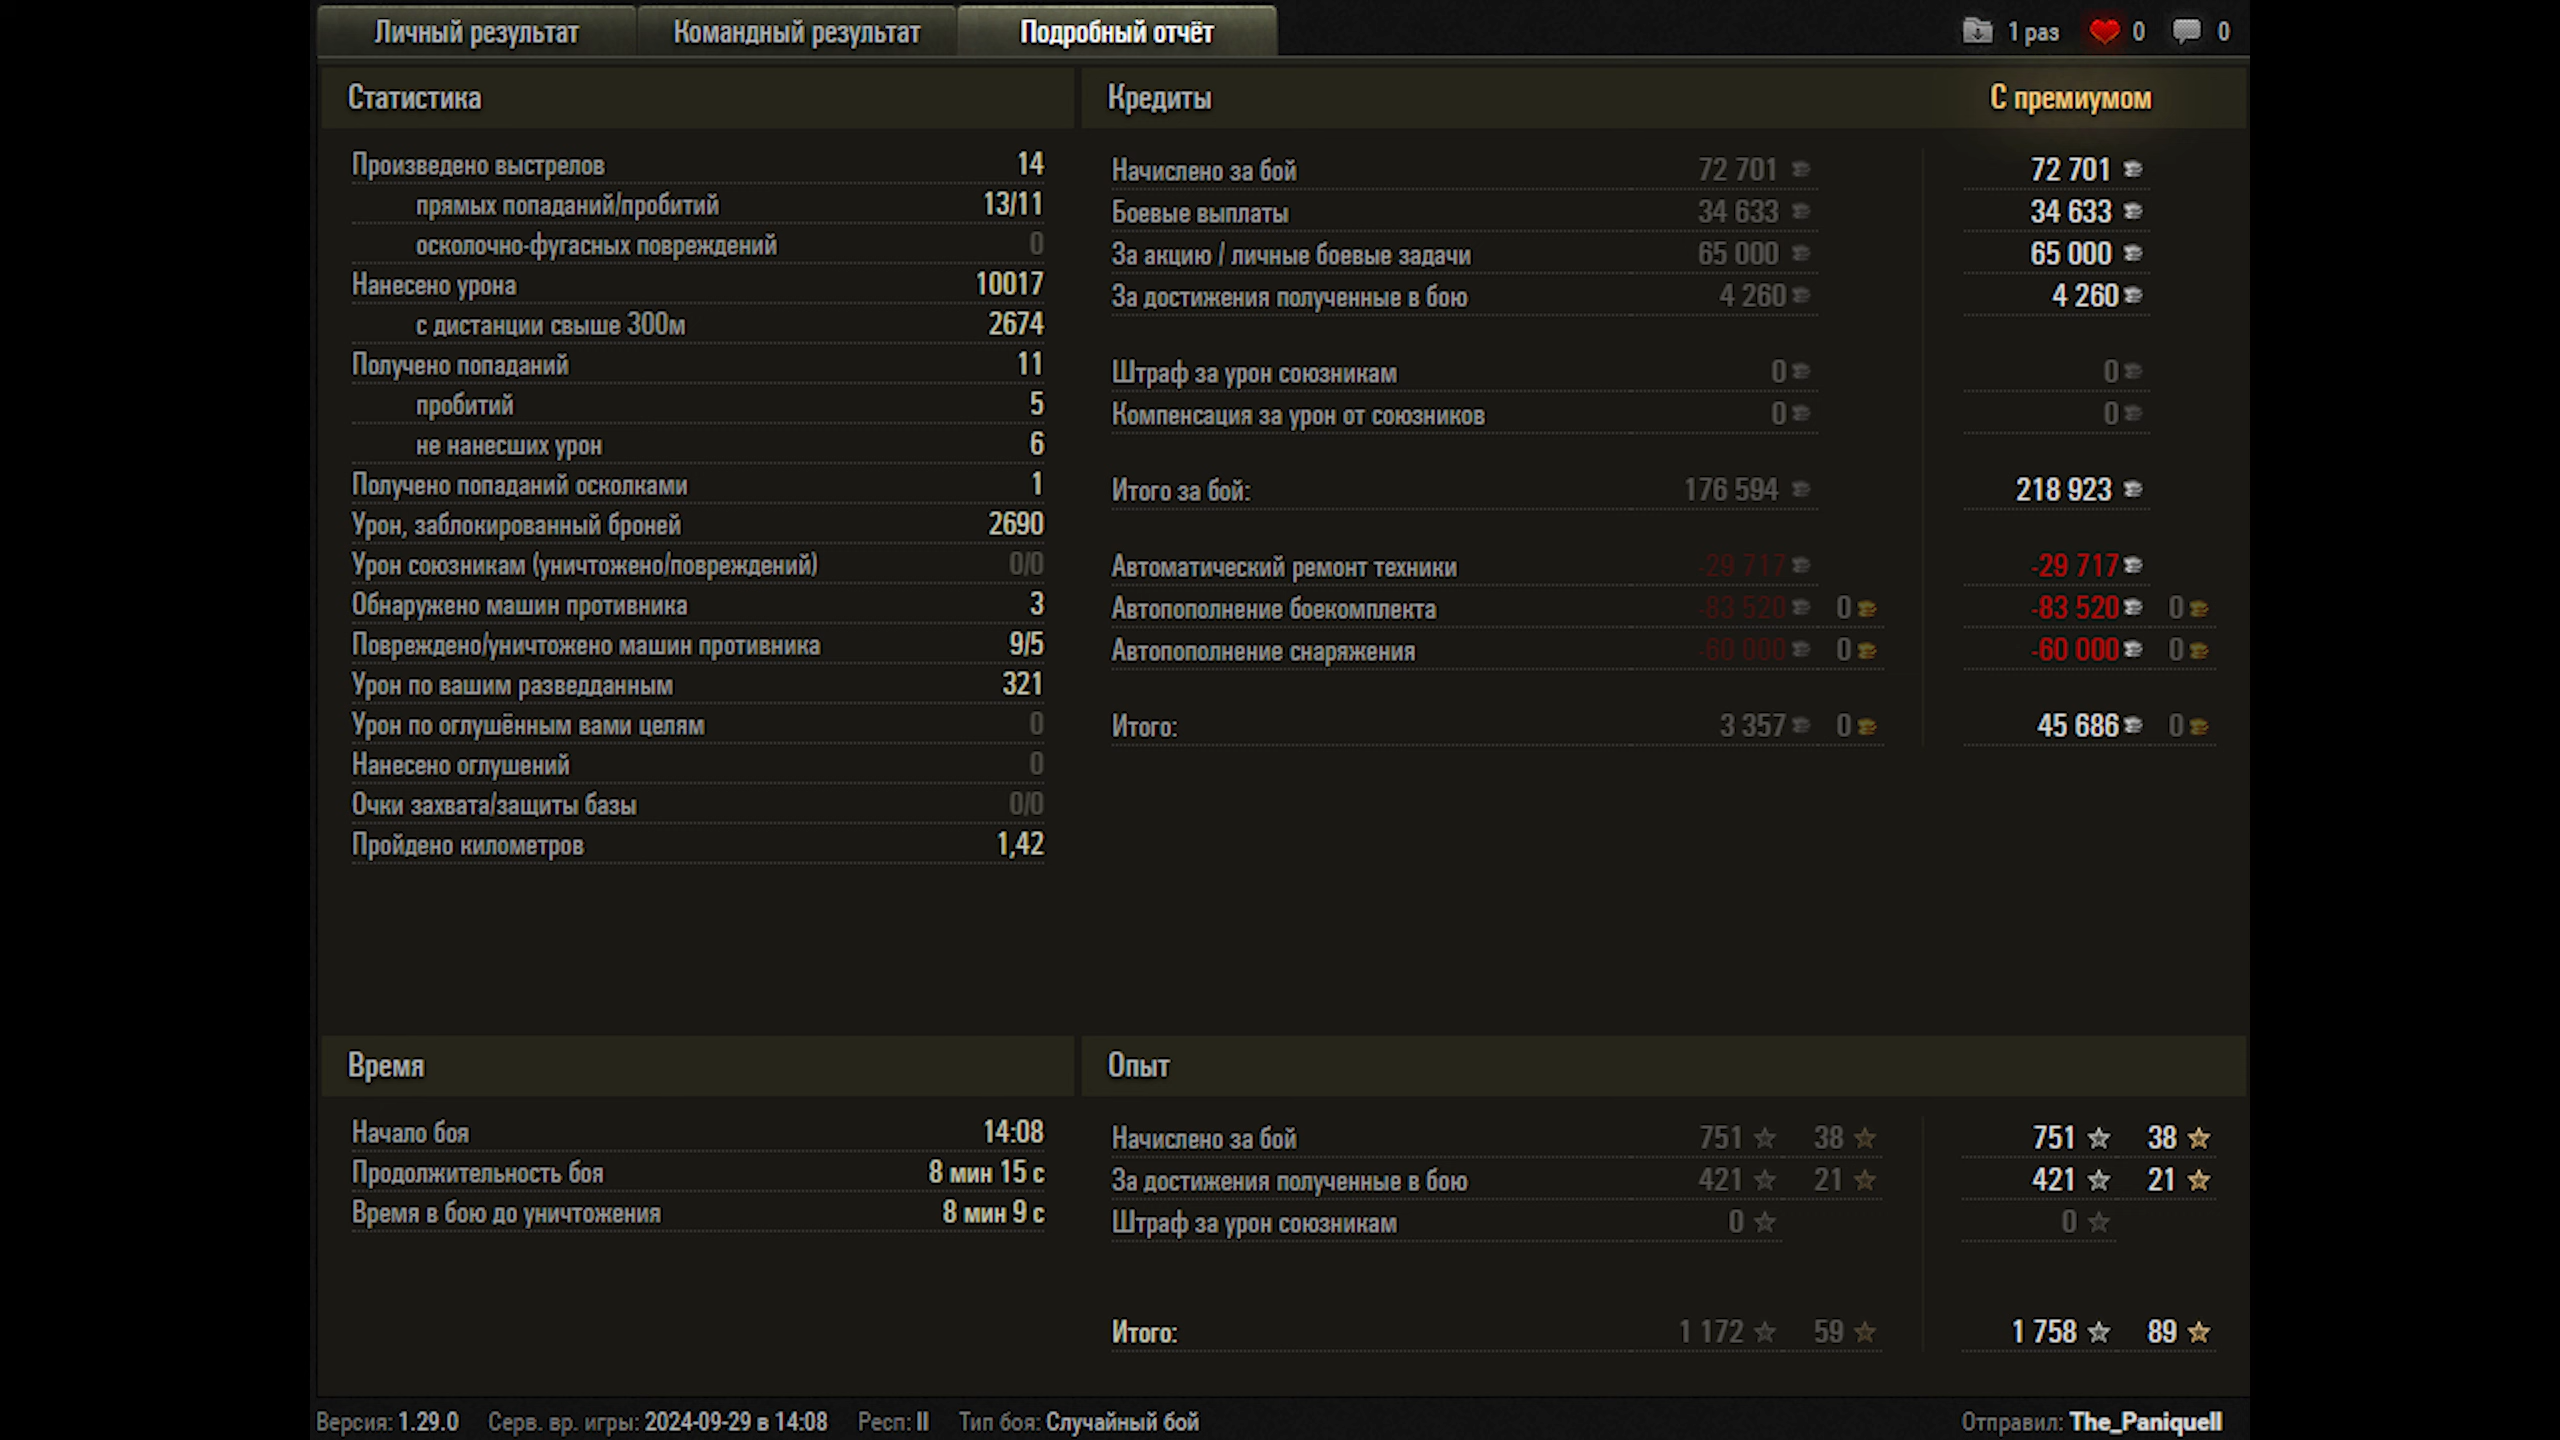 Личный результат Командный результат Подробный отчёт 1 раз 0 0
Статистика
Произведено выстрелов 14
прямых попаданий/пробитий 13/11
осколочно-фугасных повреждений 0
Нанесено урона 10017
с дистанции свыше 300м 2674
Получено попаданий 11
пробитий 5
не нанесших урон 6
Получено попаданий осколками 1
Урон, заблокированный броней 2690
Урон союзникам (уничтожено/повреждений) 0/0
Обнаружено машин противника 3
Повреждено/уничтожено машин противника 9/5
Урон по вашим разведданным 321
Урон по оглушённым вами целям 0
Нанесено оглушений 0
Очки захвата/защиты базы 0/0
Пройдено километров 1,42
Кредиты С премиумом
Начислено за бой 72 701 72 701
Боевые выплаты 34 633 34 633
За акцию / личные боевые задачи 65 000 65 000
За достижения полученные в бою 4 260 4 260
Штраф за урон союзникам 0 0
Компенсация за урон от союзников 0 0
Итого за бой: 176 594 218 923
Автоматический ремонт техники -29 717 -29 717
Автопополнение боекомплекта -83 520 0 -83 520 0
Автопополнение снаряжения -60 000 0 -60 000 0
Итого: 3 357 0 45 686 0
Время
Начало боя 14:08
Продолжительность боя 8 мин 15 с
Время в бою до уничтожения 8 мин 9 с
Опыт
Начислено за бой 751 38 751 38
За достижения полученные в бою 421 21 421 21
Штраф за урон союзникам 0 0
Итого: 1 172 59 1 758 89
Версия: 1.29.0 Серв. вр. игры: 2024-09-29 в 14:08 Респ: II Тип боя: Случайный бой Отправил: The_Paniquell